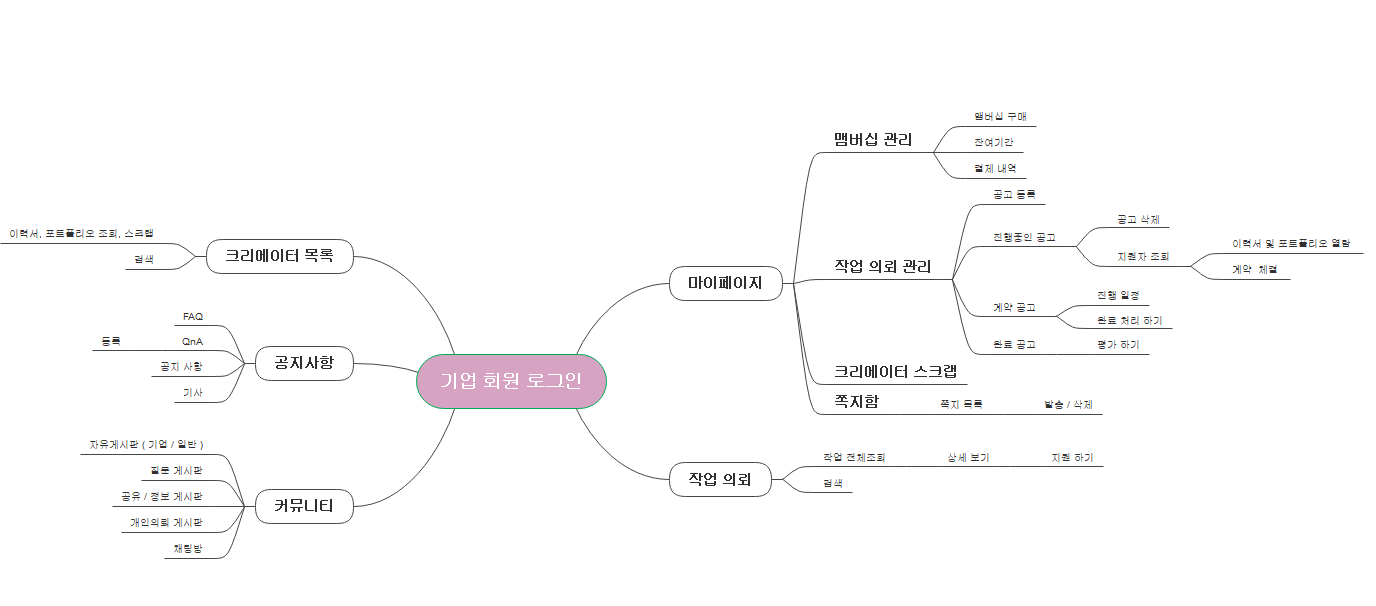 기업 회원 로그인
마이페이지
맴버십 관리
맴버십 구매
잔여기간
결제 내역
작업 의뢰 관리
공고 등록
진행중인 공고
공고 삭제
지원자 조회
이력서 및 포트폴리오 열람
계약 체결
계약 공고
진행 일정
완료 처리 하기
완료 공고
평가 하기
크리에이터 스크랩
쪽지함
쪽지 목록
발송 / 삭제
작업 의뢰
작업 전체조회
상세 보기
지원 하기
검색
크리에이터 목록
이력서, 포트폴리오 조회, 스크랩
검색
공지사항
FAQ
QnA
등록
공지 사항
기사
커뮤니티
자유게시판 ( 기업 / 일반 )
질문 게시판
공유 / 정보 게시판
개인의뢰 게시판
채팅방